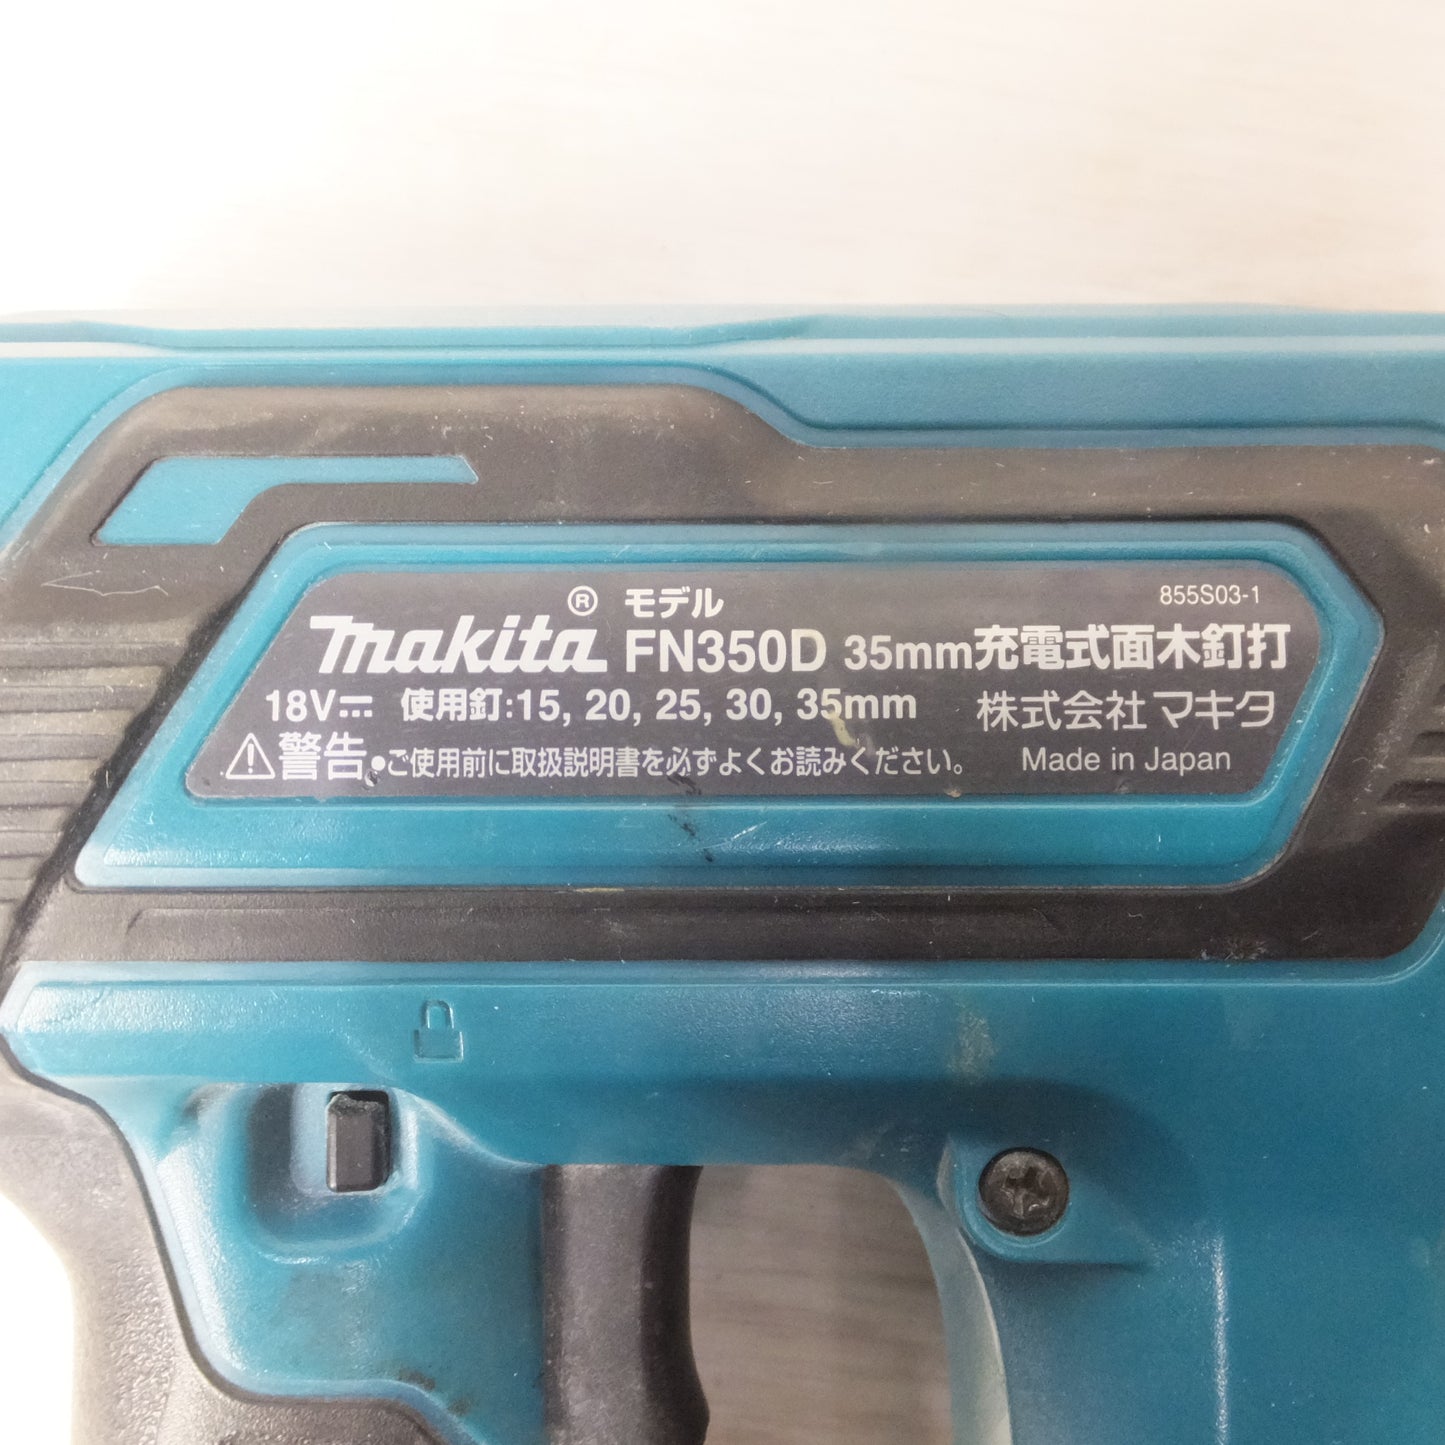 makita® モデル 855S03-1
FN350D 35mm充電式面木釘打
18V⎓ 使用釘:15, 20, 25, 30, 35mm 株式会社マキタ
⚠警告●ご使用前に取扱説明書を必ずよくお読みください。 Made in Japan